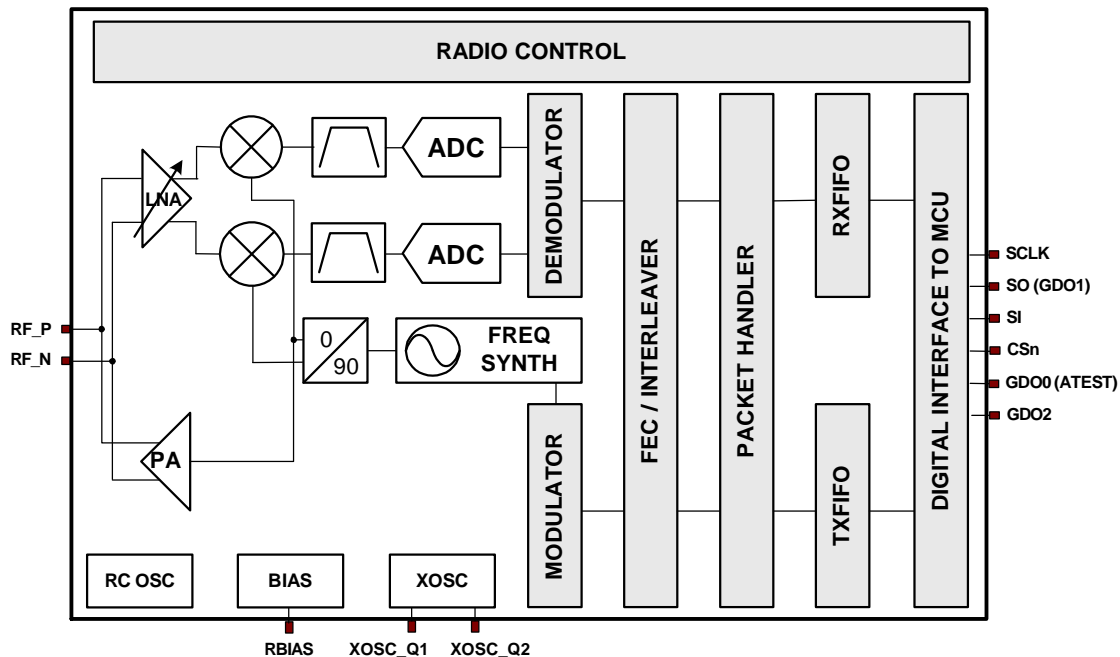 RADIO CONTROL
LNA
ADC
ADC
DEMODULATOR
FEC / INTERLEAVER
PACKET HANDLER
RXFIFO
DIGITAL INTERFACE TO MCU
SCLK
SO (GDO1)
SI
CSn
GDO0 (ATEST)
GDO2
RF_P
RF_N
0
90
FREQ
SYNTH
PA
MODULATOR
TXFIFO
RC OSC
BIAS
XOSC
RBIAS
XOSC_Q1
XOSC_Q2